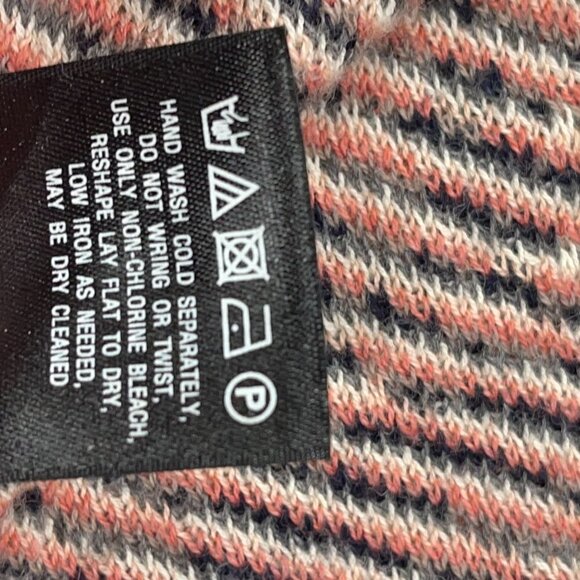 P
HAND WASH COLD SEPARATELY,
DO NOT WRING OR TWIST,
USE ONLY NON-CHLORINE BLEACH,
RESHAPE, LAY FLAT TO DRY,
LOW IRON AS NEEDED,
MAY BE DRY CLEANED